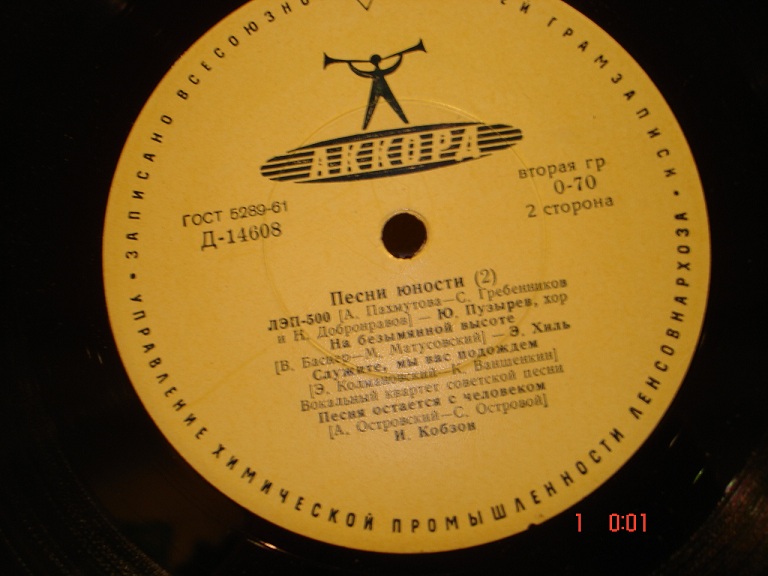 ЗАПИСАНО ВСЕСОЮЗНО
ЕЙ ГРАМЗАПИСИ • УПРАВЛЕНИЕ ХИМИЧЕСКОЙ ПРОМЫШЛЕННОСТИ ЛЕНСОВНАРХОЗА •
АККОРД
ГОСТ 5289-61
Д-14608
вторая гр
0-70
2 сторона
Песни юности (2)
ЛЭП-500 [А. Пахмутова—С. Гребенников
и Н. Добронравов] — Ю. Пузырев, хор
На безымянной высоте
[В. Баснер—М. Матусовский] — Э. Хиль
Служите, мы вас подождем
[Э. Колмановский—К. Ваншенкин]
Вокальный квартет советской песни
Песня остается с человеком
[А. Островский—С. Островой]
И. Кобзон
1 0:01